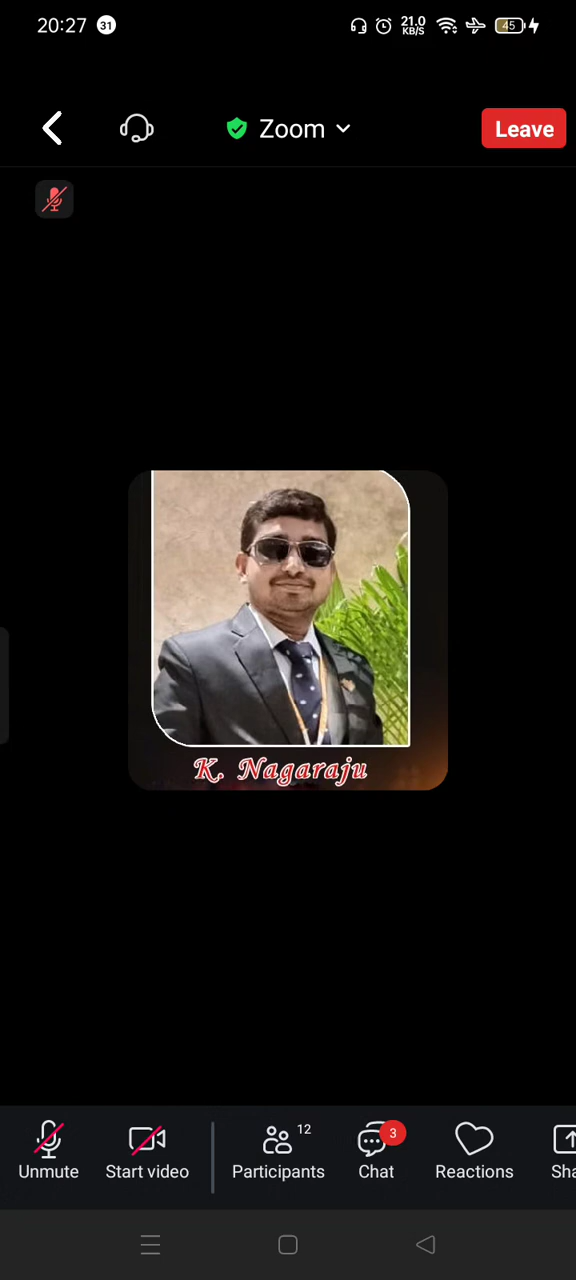 20:27 31 21.0 KB/S 45
Zoom Leave
K. Nagaraju
12 3
Unmute Start video Participants Chat Reactions Sha